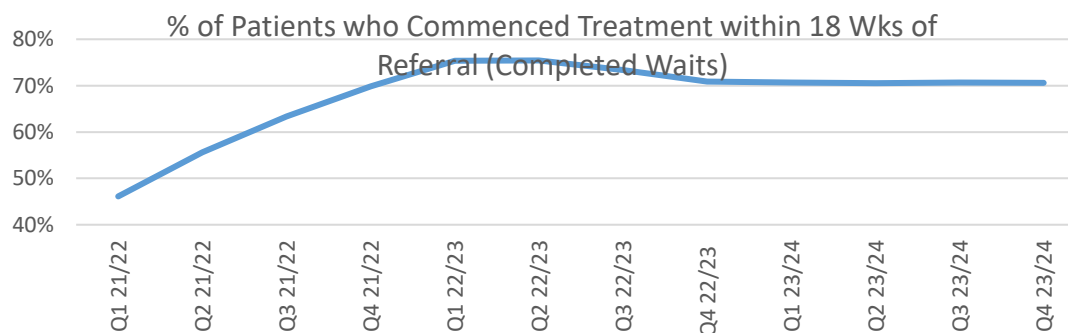 % of Patients who Commenced Treatment within 18 Wks of
Referral (Completed Waits)
80%
70%
60%
50%
40%
Q1 21/22
Q2 21/22
Q3 21/22
Q4 21/22
Q1 22/23
Q2 22/23
Q3 22/23
Q4 22/23
Q1 23/24
Q2 23/24
Q3 23/24
Q4 23/24